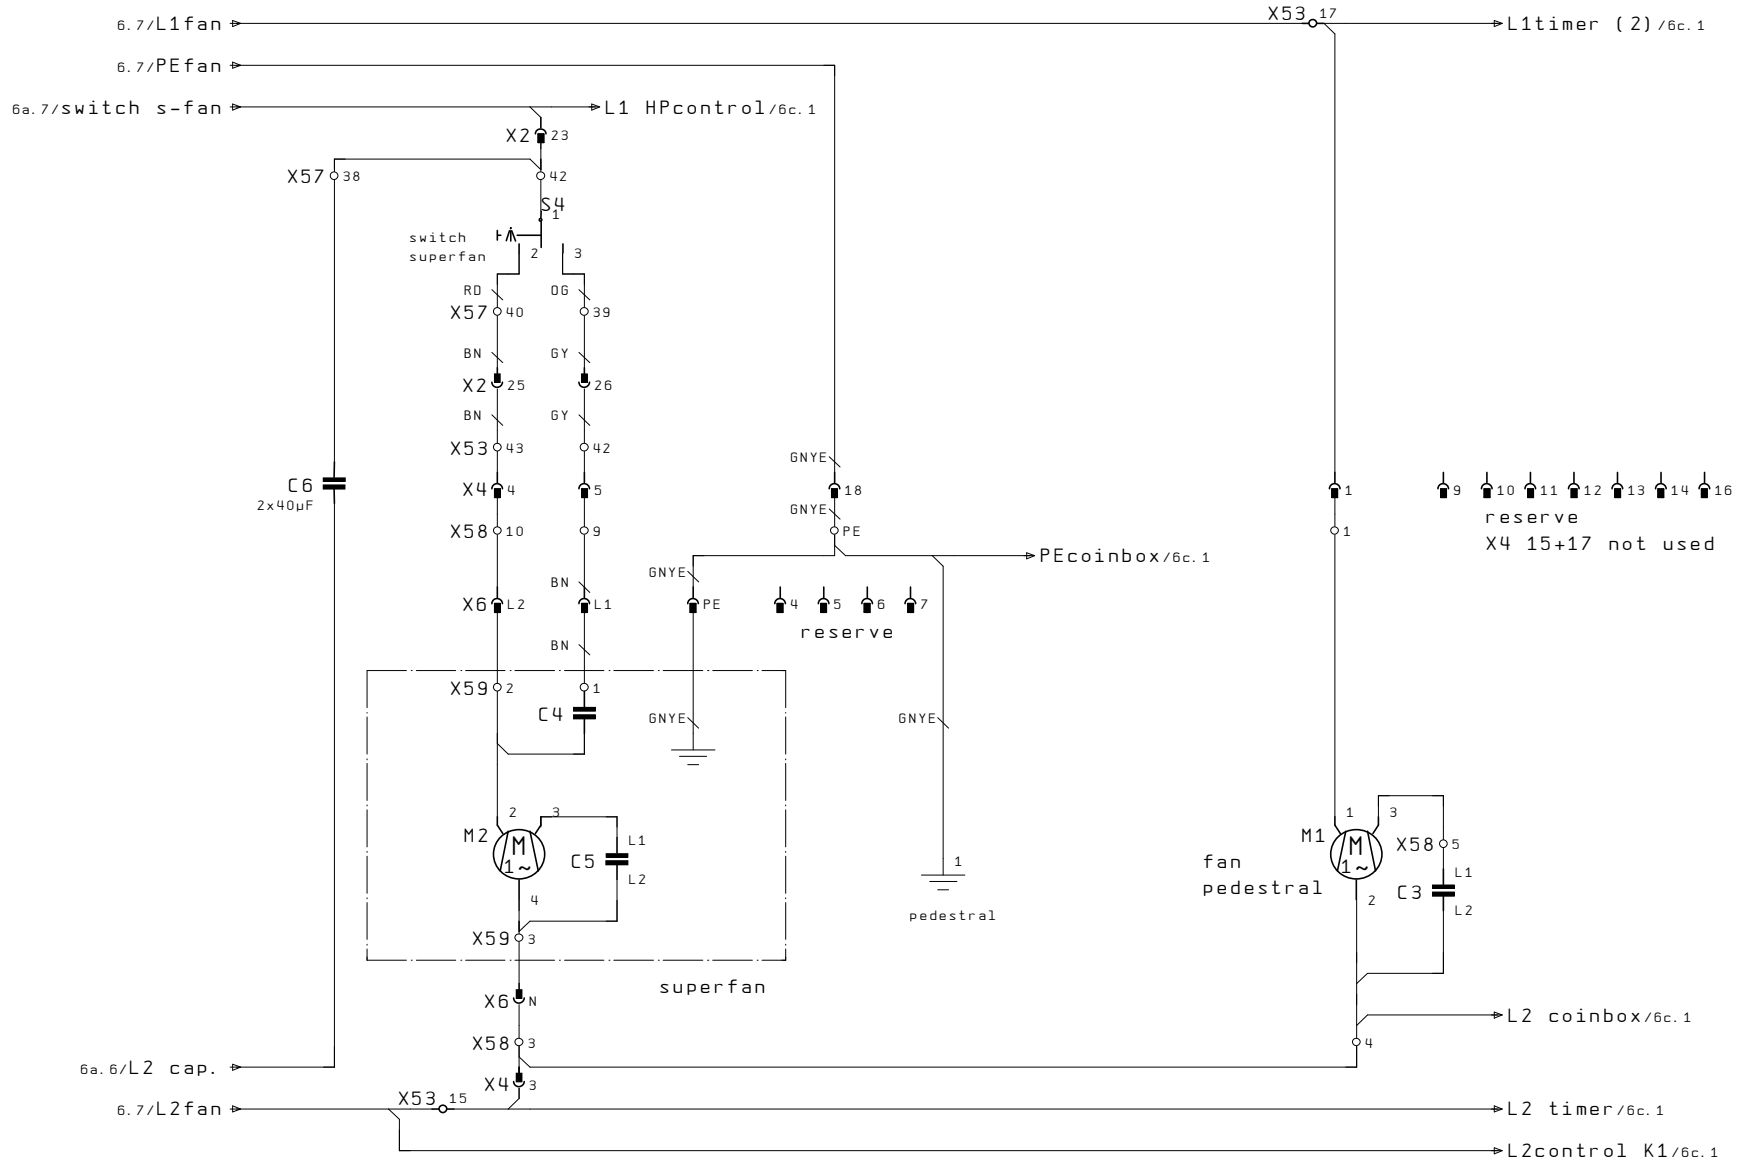 6.7/L1fan
X53 17
L1timer (2)/6c.1
6.7/PEfan
6a.7/switch s-fan
L1 HPcontrol/6c.1
X2 23
X57 38
42
S4
1
switch
superfan
2
3
RD
OG
X57 40
39
BN
GY
X2 25
26
BN
GY
X53 43
42
GNYE
C6
2x40µF
X4 4
5
18
1
9
10
11
12
13
14
16
GNYE
reserve
X4 15+17 not used
X58 10
9
PE
1
PEcoinbox/6c.1
GNYE
BN
X6 L2
L1
PE
4
5
6
7
reserve
BN
X59 2
1
C4
GNYE
GNYE
2
3
1
3
M2
M
1~
C5
L1
L2
M1
M
1~
X58 5
fan
pedestral
L1
C3
L2
4
2
1
pedestral
X59 3
superfan
X6 N
L2 coinbox/6c.1
X58 3
4
6a.6/L2 cap.
X4 3
X53 15
6.7/L2fan
L2 timer/6c.1
L2control K1/6c.1